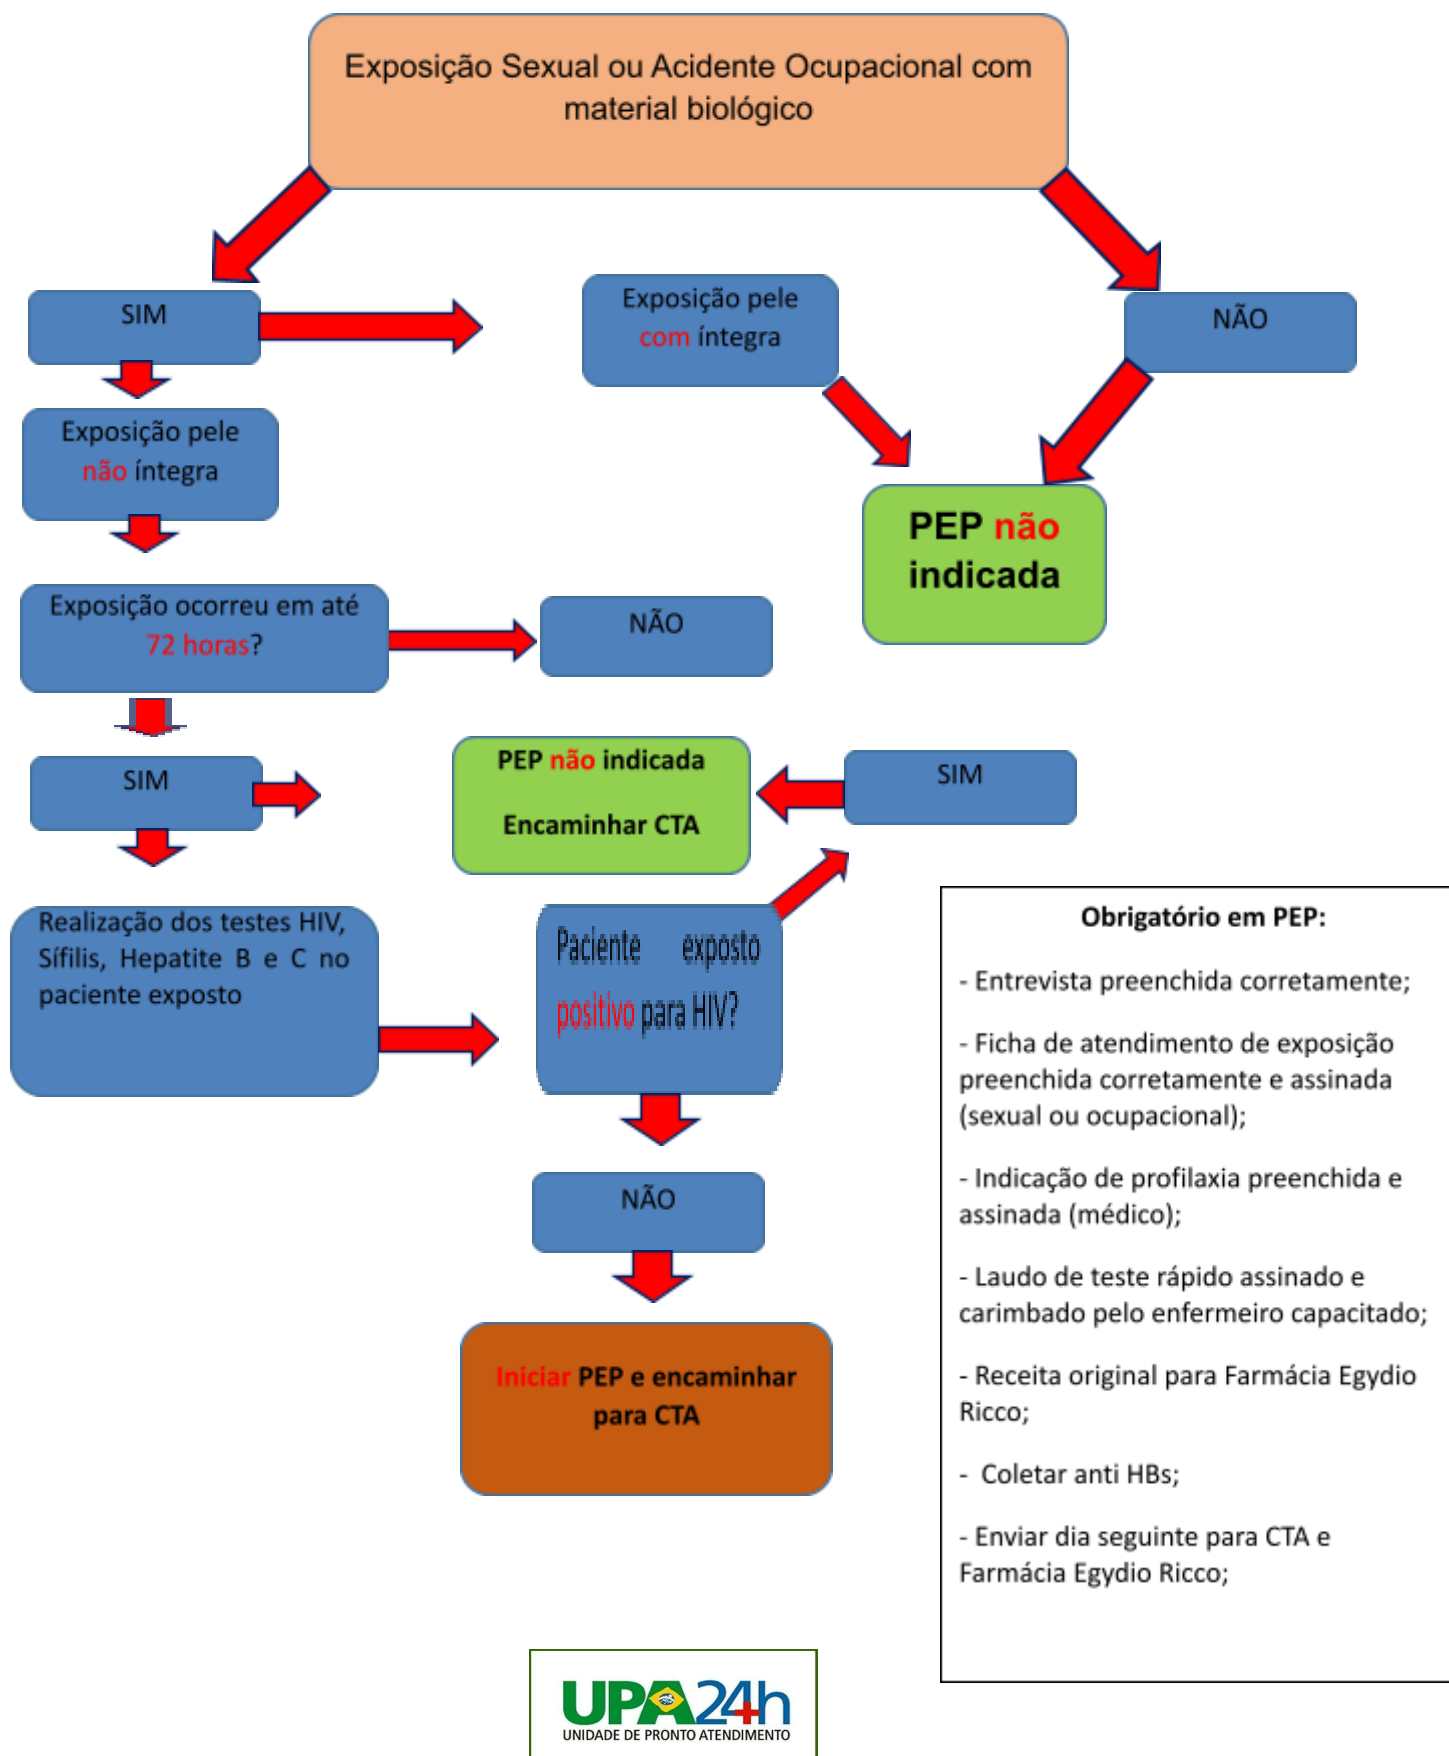 Exposição Sexual ou Acidente Ocupacional com
material biológico
SIM
Exposição pele
com íntegra
NÃO
Exposição pele
não íntegra
PEP não
indicada
Exposição ocorreu em até
72 horas?
NÃO
SIM
PEP não indicada
Encaminhar CTA
SIM
Realização dos testes HIV,
Sífilis, Hepatite B e C no
paciente exposto
Paciente exposto
positivo para HIV?
NÃO
Iniciar PEP e encaminhar
para CTA
Obrigatório em PEP:
- Entrevista preenchida corretamente;
- Ficha de atendimento de exposição
preenchida corretamente e assinada
(sexual ou ocupacional);
- Indicação de profilaxia preenchida e
assinada (médico);
- Laudo de teste rápido assinado e
carimbado pelo enfermeiro capacitado;
- Receita original para Farmácia Egydio
Ricco;
- Coletar anti HBs;
- Enviar dia seguinte para CTA e
Farmácia Egydio Ricco;
UPA24h
UNIDADE DE PRONTO ATENDIMENTO